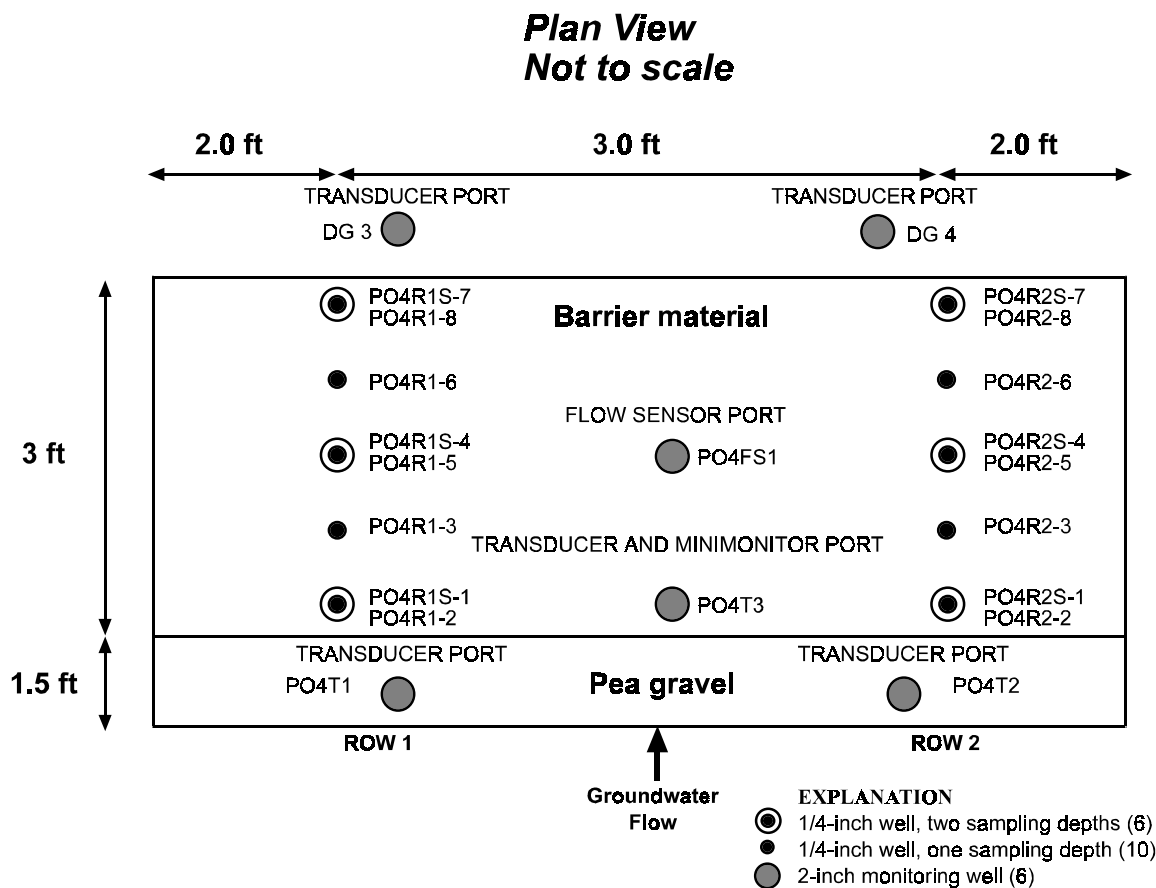 Plan View
Not to scale
2.0 ft
3.0 ft
2.0 ft
TRANSDUCER PORT
TRANSDUCER PORT
DG 3
DG 4
PO4R1S-7
PO4R1-8
Barrier material
PO4R2S-7
PO4R2-8
PO4R1-6
PO4R2-6
FLOW SENSOR PORT
3 ft
PO4R1S-4
PO4R1-5
PO4FS1
PO4R2S-4
PO4R2-5
PO4R1-3
PO4R2-3
TRANSDUCER AND MINIMONITOR PORT
PO4R1S-1
PO4R1-2
PO4T3
PO4R2S-1
PO4R2-2
1.5 ft
TRANSDUCER PORT
TRANSDUCER PORT
PO4T1
Pea gravel
PO4T2
ROW 1
ROW 2
Groundwater
Flow
EXPLANATION
1/4-inch well, two sampling depths (6)
1/4-inch well, one sampling depth (10)
2-inch monitoring well (6)